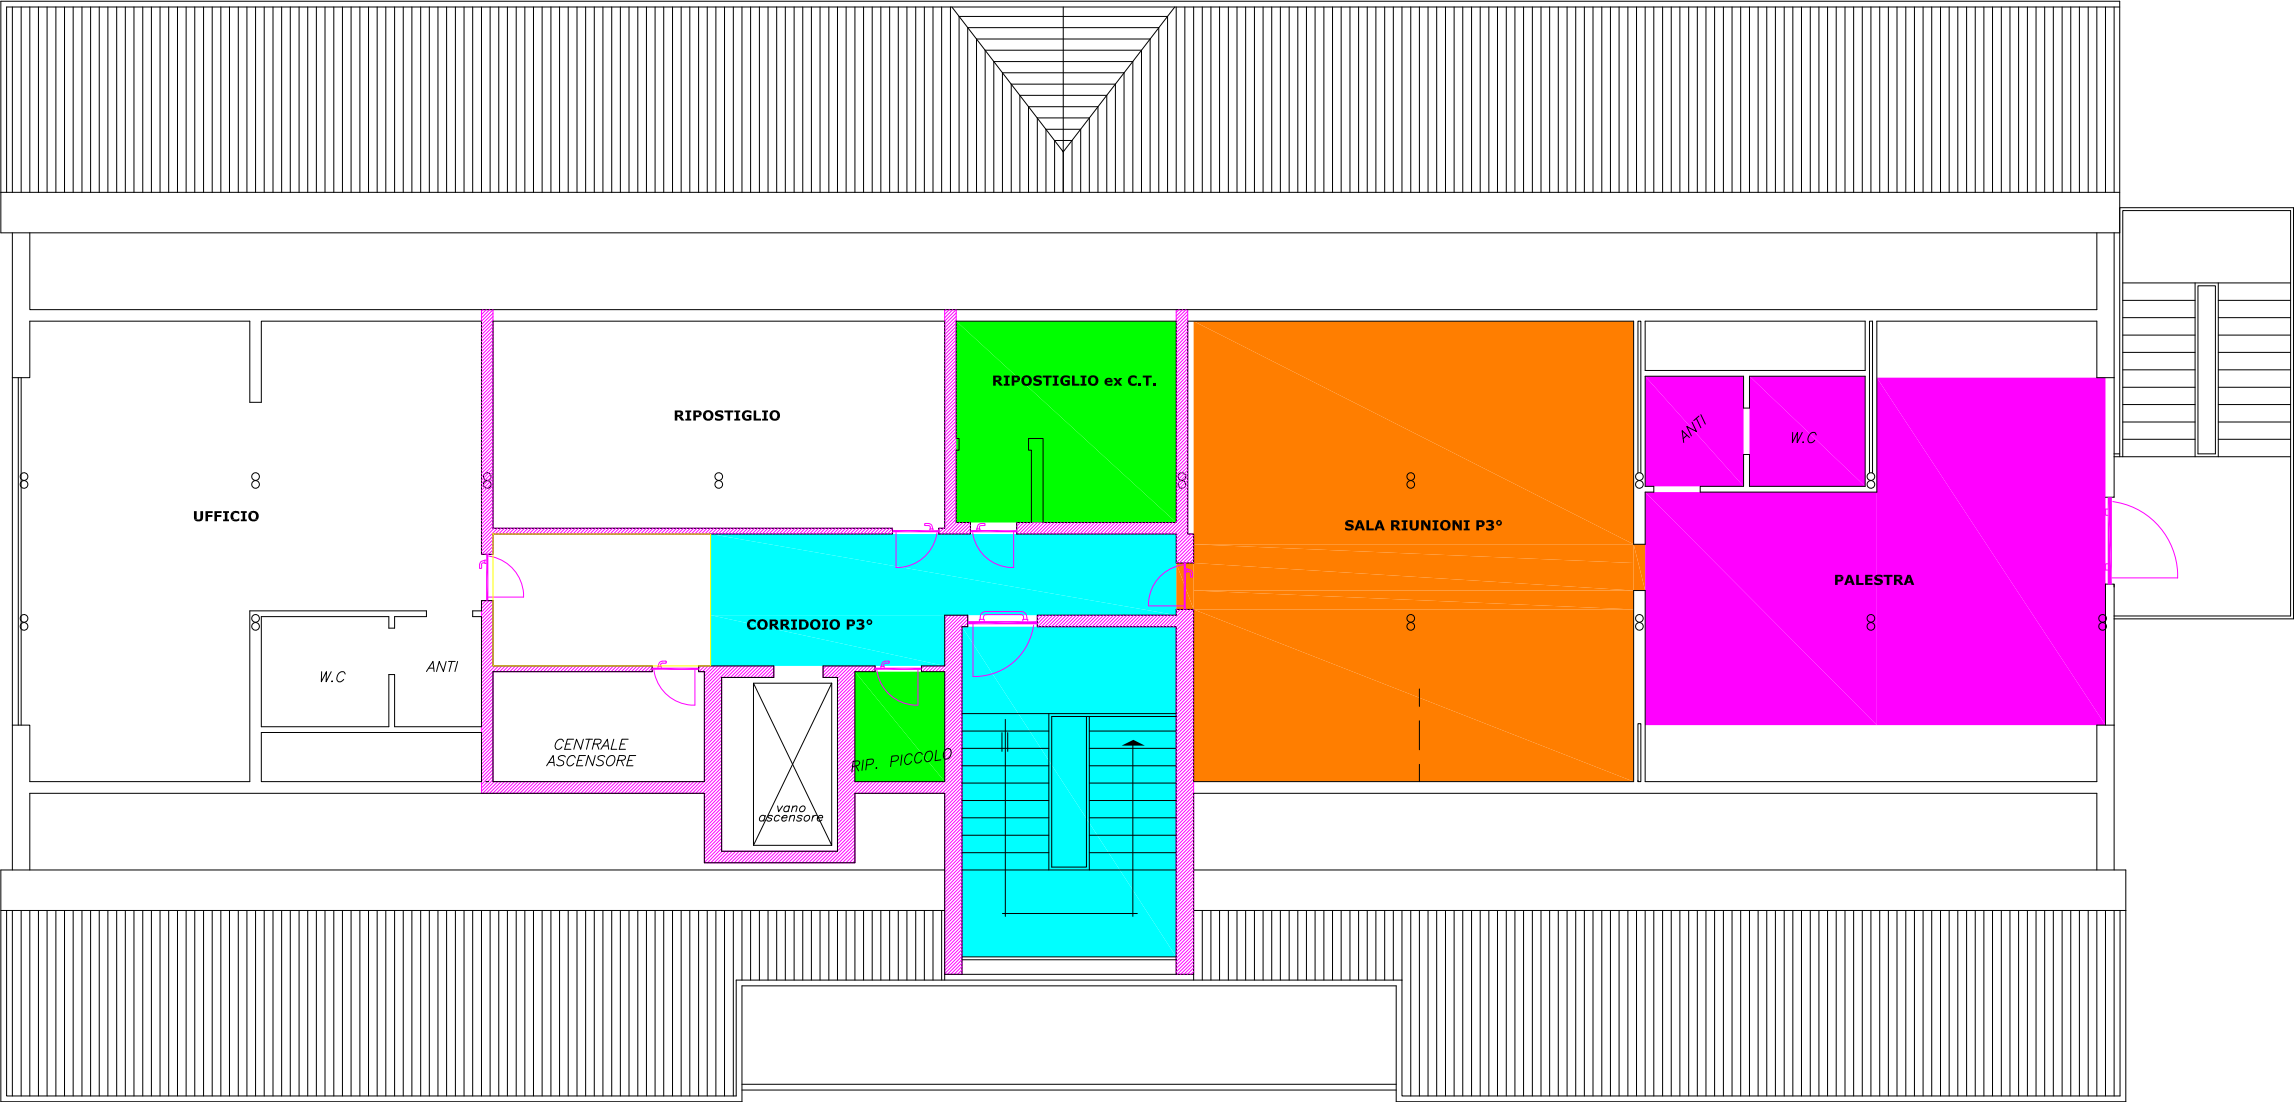 RIPOSTIGLIO ex C.T.
RIPOSTIGLIO
ANTI
W.C
UFFICIO
SALA RIUNIONI P3°
PALESTRA
CORRIDOIO P3°
ANTI
W.C
CENTRALE
ASCENSORE
RIP. PICCOLO
vano
ascensore